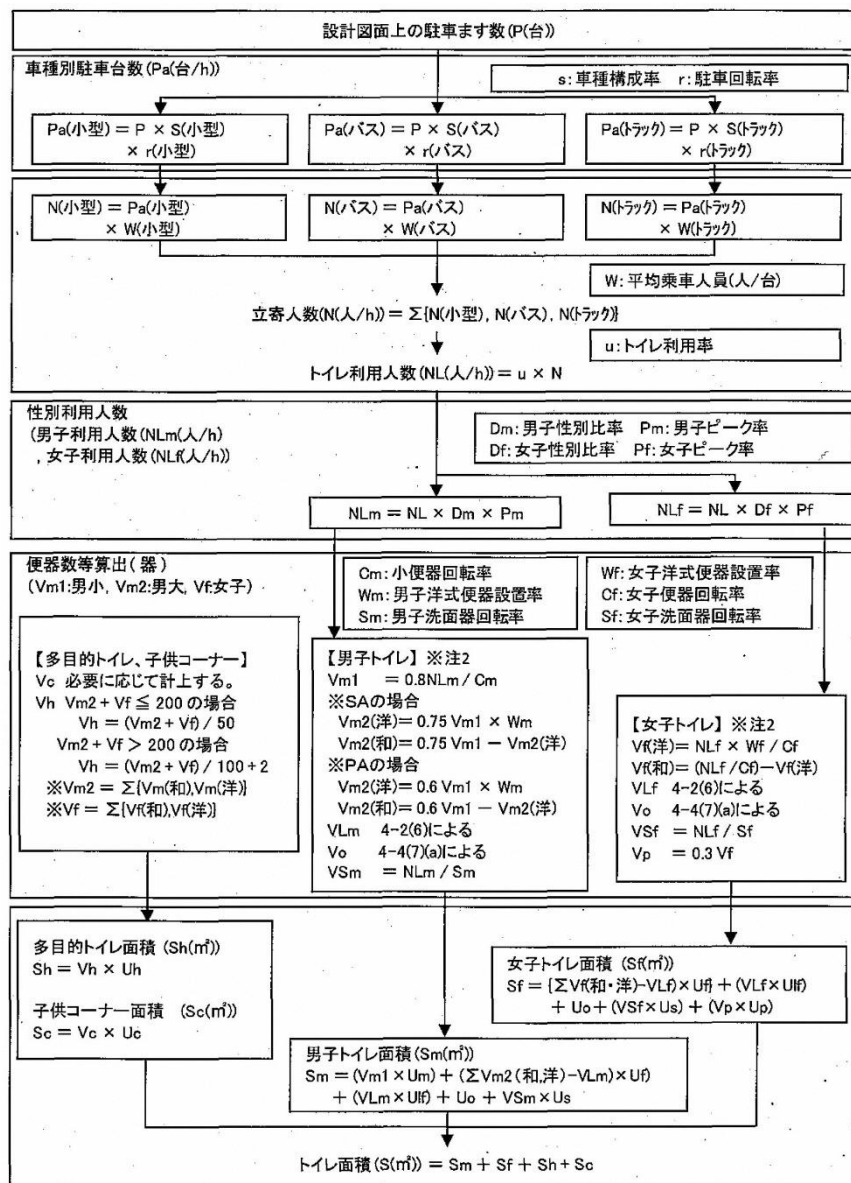 設計図面上の駐車ます数(P(台))
車種別駐車台数(Pa(台/h))
s:車種構成率 r:駐車回転率
Pa(小型)= P × S(小型)
× r(小型)
Pa(バス)= P × S(バス)
× r(バス)
Pa(トラック)= P × S(トラック)
× r(トラック)
N(小型)= Pa(小型)
× W(小型)
N(バス)= Pa(バス)
× W(バス)
N(トラック)= Pa(トラック)
× W(トラック)
W:平均乗車人員(人/台)
立寄人数(N(人/h))= Σ{N(小型), N(バス), N(トラック)}
u:トイレ利用率
トイレ利用人数(NL(人/h))= u × N
性別利用人数
(男子利用人数(NLm(人/h)
,女子利用人数(NLf(人/h))
Dm:男子性別比率 Pm:男子ピーク率
Df:女子性別比率 Pf:女子ピーク率
NLm = NL × Dm × Pm
NLf = NL × Df × Pf
便器数等算出(器)
(Vm1:男小, Vm2:男大, Vf:女子)
Cm:小便器回転率
Wm:男子洋式便器設置率
Sm:男子洗面器回転率
Wf:女子洋式便器設置率
Cf:女子便器回転率
Sf:女子洗面器回転率
【多目的トイレ、子供コーナー】
Vc 必要に応じて計上する。
Vh Vm2 + Vf ≦ 200 の場合
Vh = (Vm2 + Vf) / 50
Vm2 + Vf > 200 の場合
Vh = (Vm2 + Vf) / 100 + 2
※Vm2 = Σ{Vm(和),Vm(洋)}
※Vf = Σ{Vf(和),Vf(洋)}
【男子トイレ】 ※注2
Vm1 = 0.8NLm / Cm
※SAの場合
Vm2(洋)= 0.75 Vm1 × Wm
Vm2(和)= 0.75 Vm1 − Vm2(洋)
※PAの場合
Vm2(洋)= 0.6 Vm1 × Wm
Vm2(和)= 0.6 Vm1 − Vm2(洋)
VLm 4-2(6)による
Vo 4-4(7)(a)による
VSm = NLm / Sm
【女子トイレ】 ※注2
Vf(洋)= NLf × Wf / Cf
Vf(和)= (NLf/Cf)−Vf(洋)
VLf 4-2(6)による
Vo 4-4(7)(a)による
VSf = NLf / Sf
Vp = 0.3 Vf
多目的トイレ面積 (Sh(㎡))
Sh = Vh × Uh
子供コーナー面積 (Sc(㎡))
Sc = Vc × Uc
女子トイレ面積 (Sf(㎡))
Sf = {ΣVf(和・洋)−VLf)× Uf} + (VLf × Ulf)
+ Uo + (VSf × Us) + (Vp × Up)
男子トイレ面積(Sm(㎡))
Sm = (Vm1 × Um) + (ΣVm2 (和,洋)−VLm)× Uf)
+ (VLm × Ulf) + Uo + VSm × Us
トイレ面積(S(㎡)) = Sm + Sf + Sh + Sc